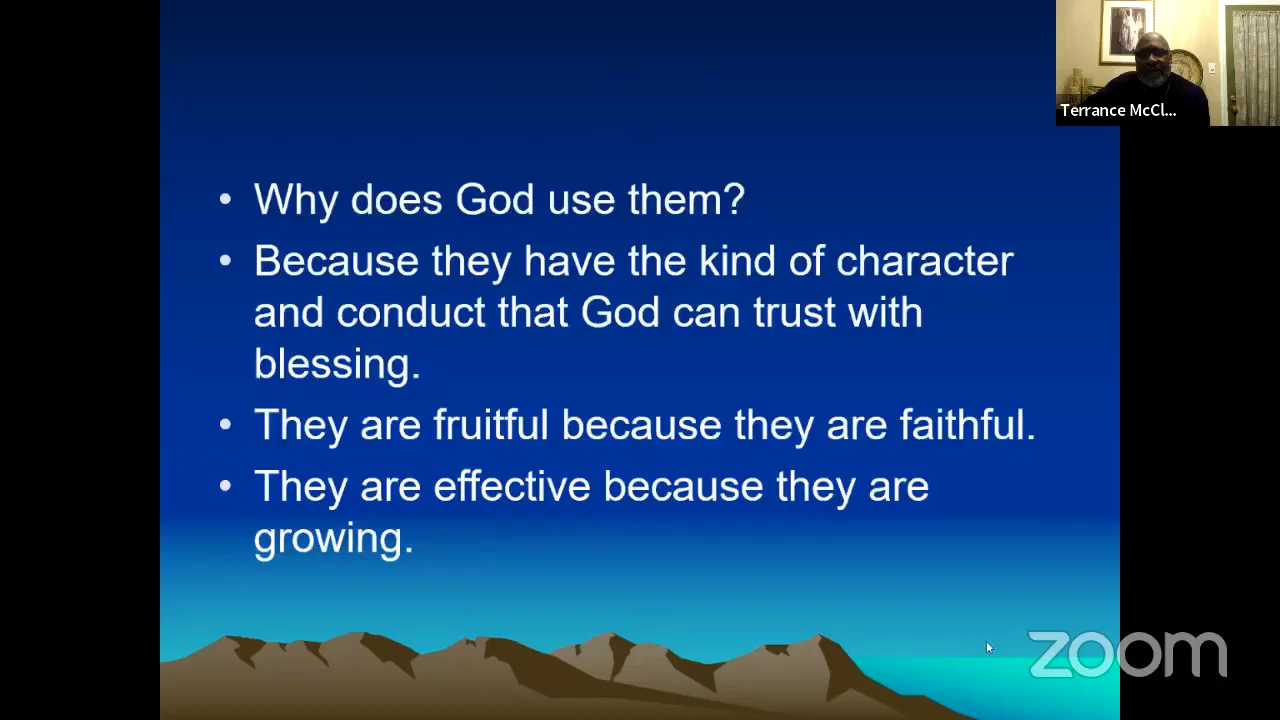 Terrance McCl...
• Why does God use them?
• Because they have the kind of character
and conduct that God can trust with
blessing.
• They are fruitful because they are faithful.
• They are effective because they are
growing.
zoom